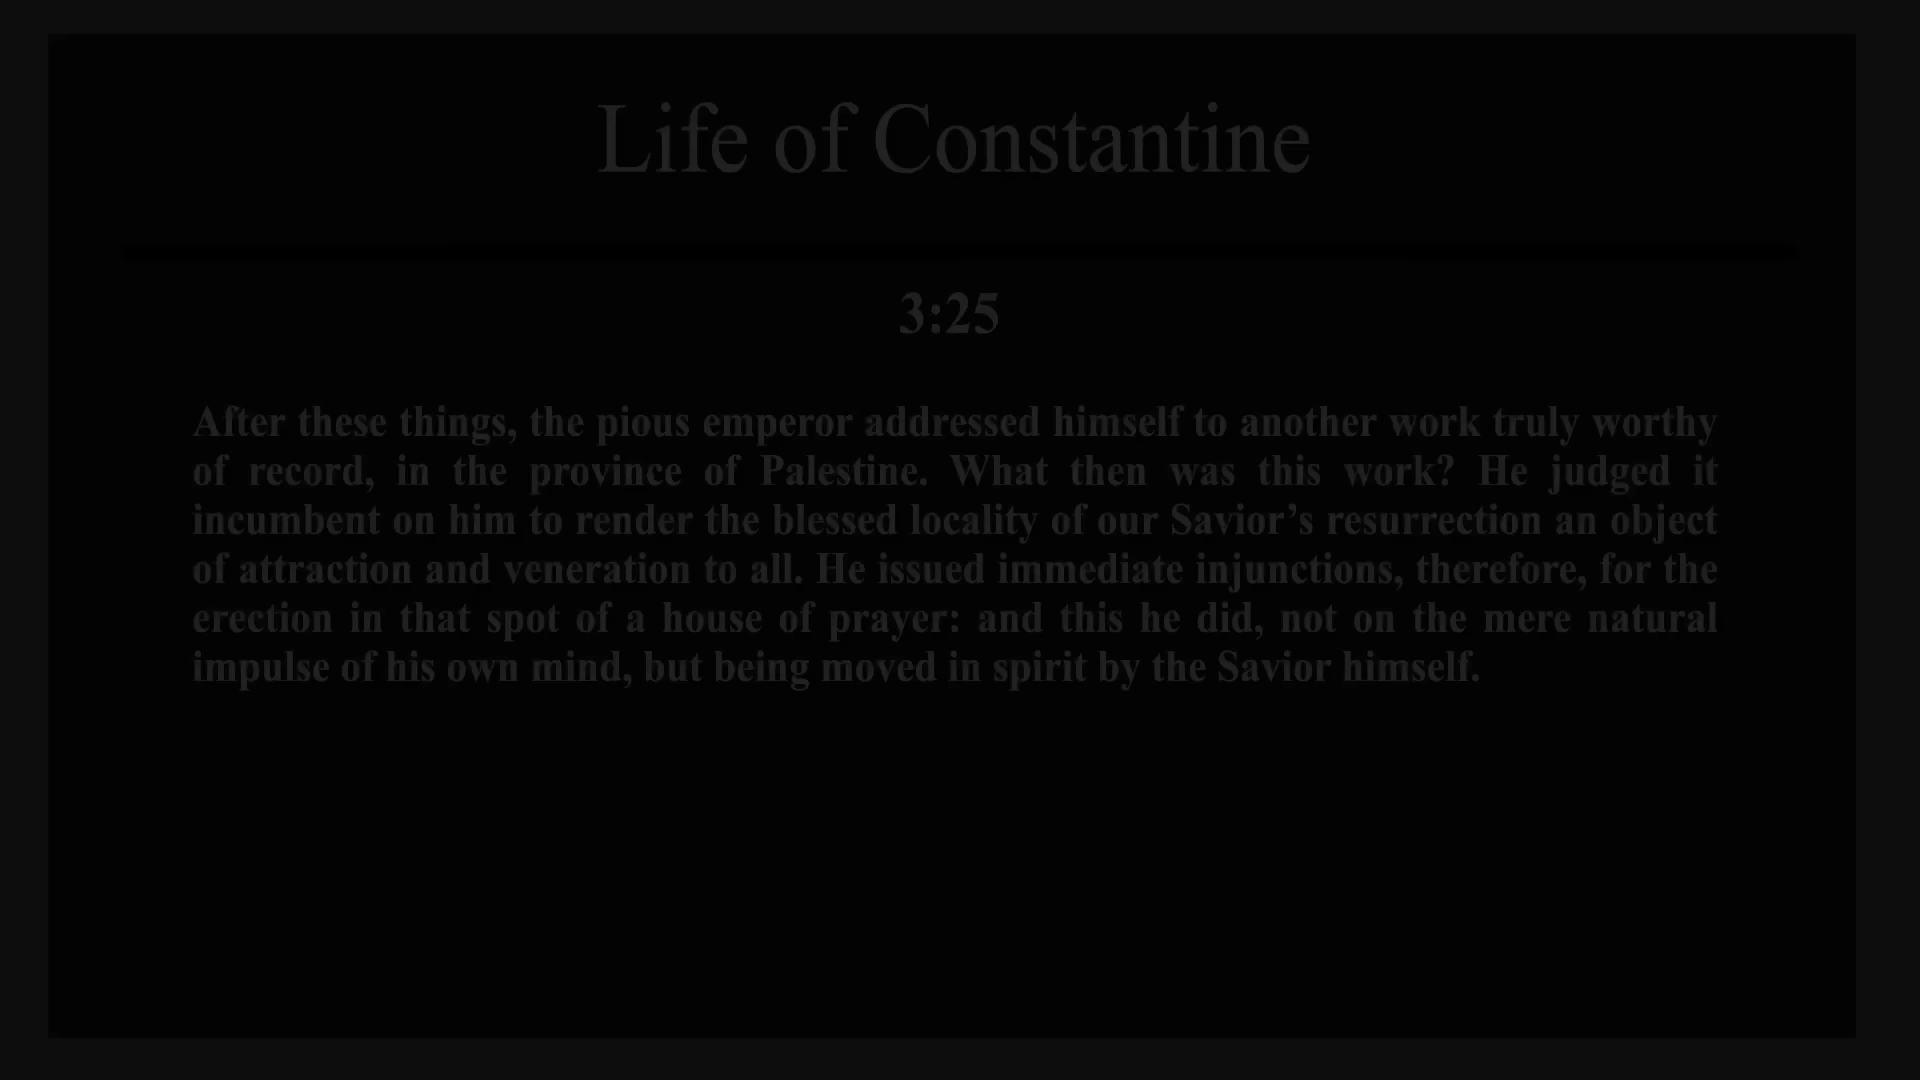 Life of Constantine
3:25
After these things, the pious emperor addressed himself to another work truly worthy
of record, in the province of Palestine. What then was this work? He judged it
incumbent on him to render the blessed locality of our Savior’s resurrection an object
of attraction and veneration to all. He issued immediate injunctions, therefore, for the
erection in that spot of a house of prayer: and this he did, not on the mere natural
impulse of his own mind, but being moved in spirit by the Savior himself.